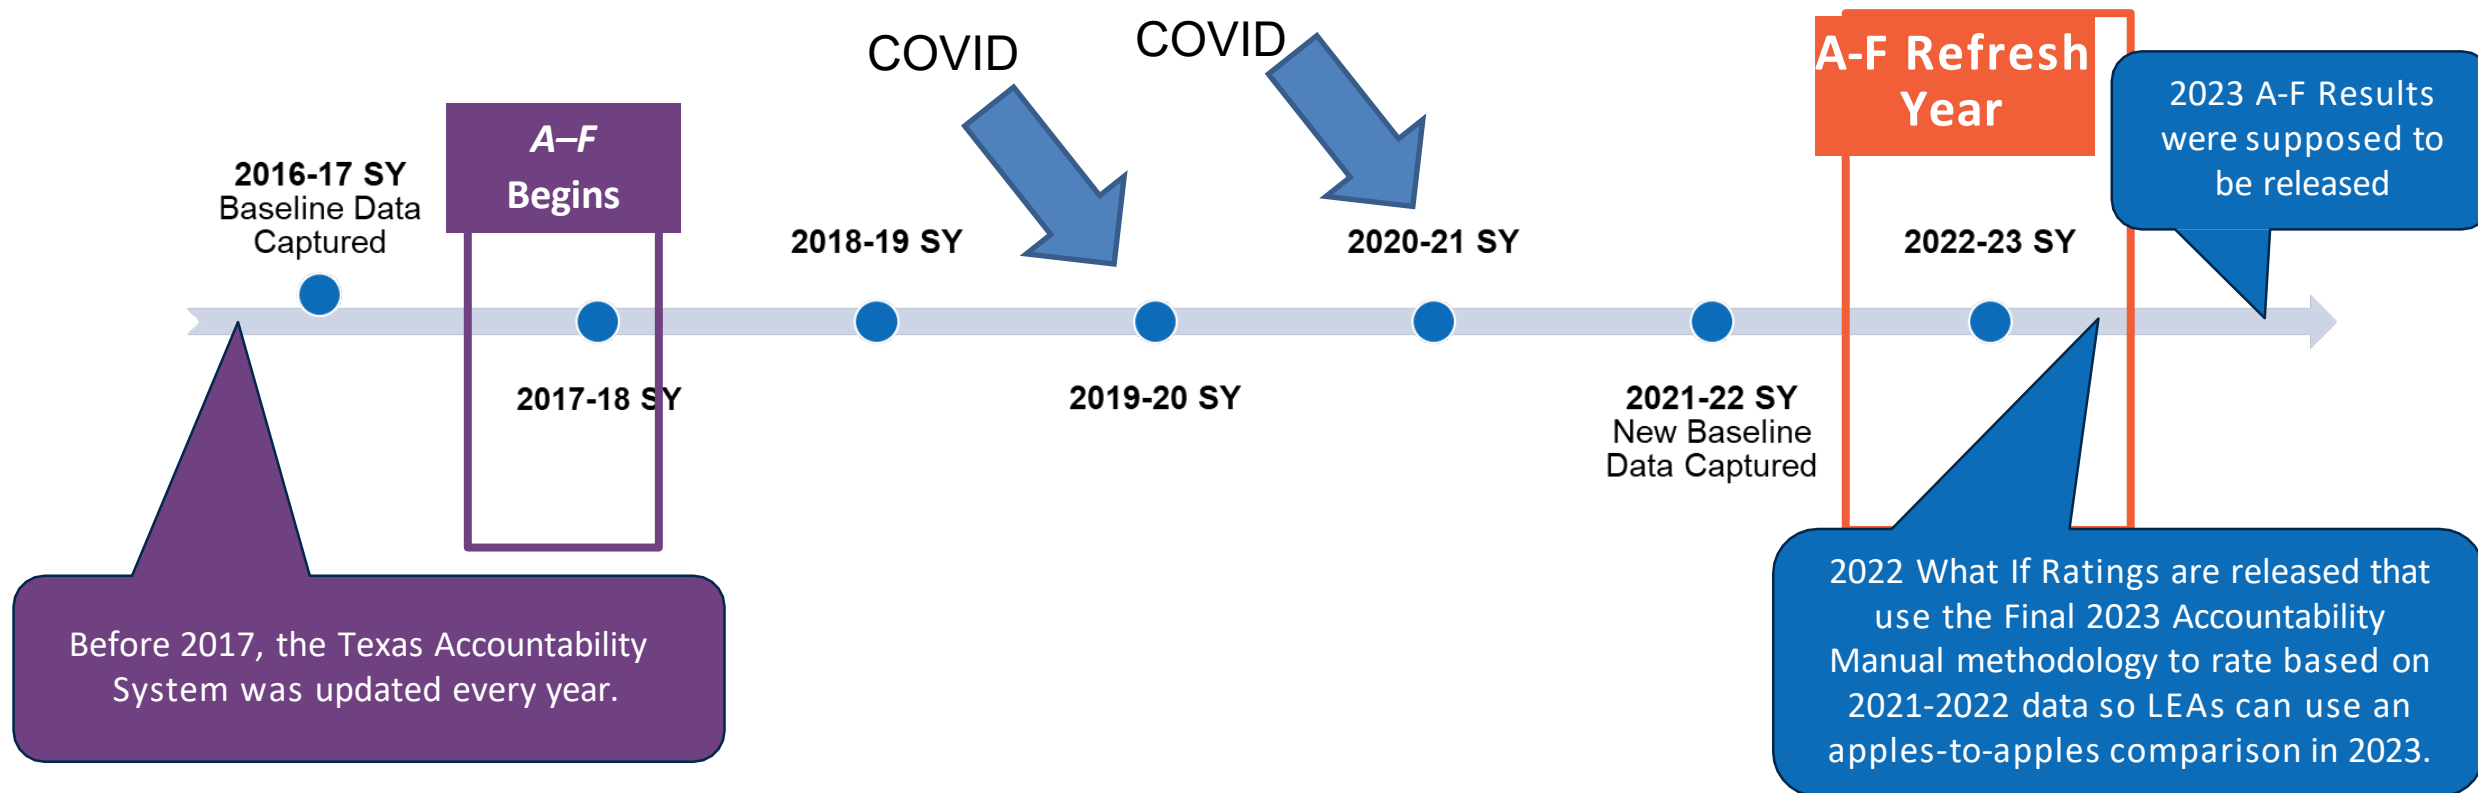 COVID
COVID
A-F Refresh
Year
2023 A-F Results
were supposed to
be released
A–F
Begins
2016-17 SY
Baseline Data
Captured
2018-19 SY
2020-21 SY
2022-23 SY
2017-18 SY
2019-20 SY
2021-22 SY
New Baseline
Data Captured
Before 2017, the Texas Accountability
System was updated every year.
2022 What If Ratings are released that
use the Final 2023 Accountability
Manual methodology to rate based on
2021-2022 data so LEAs can use an
apples-to-apples comparison in 2023.